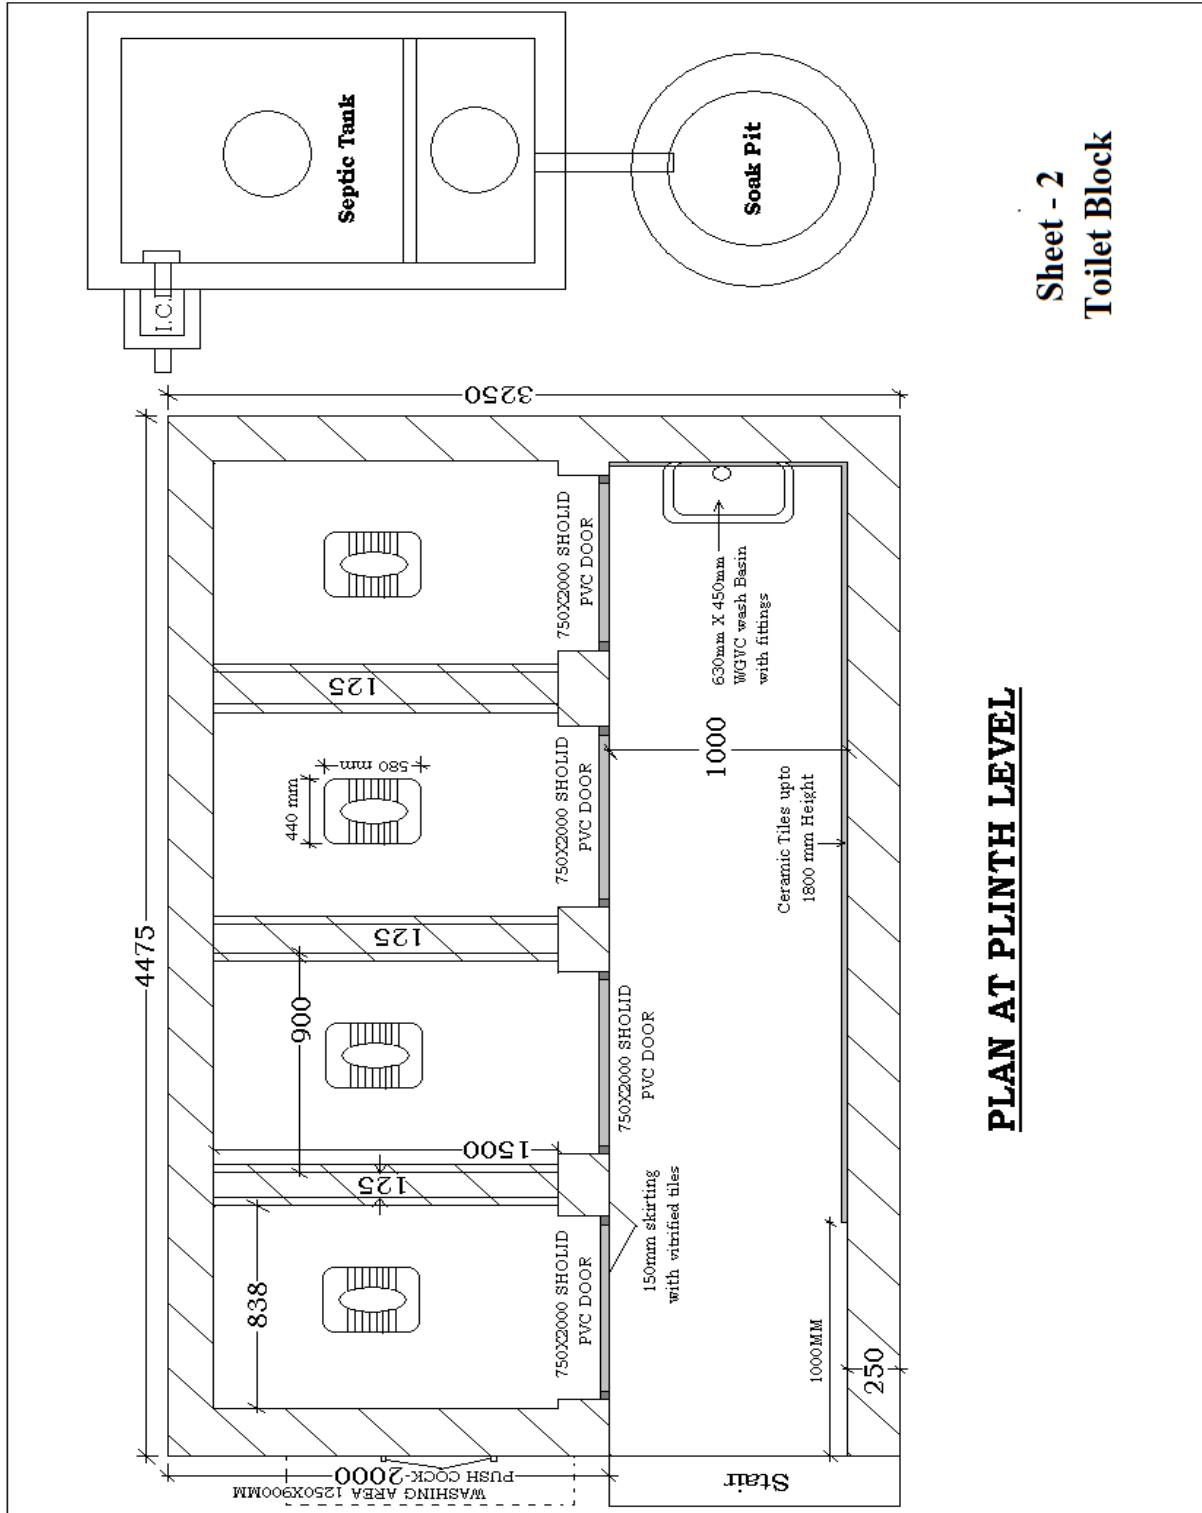 Septic Tank
Soak Pit
I.C.I
Sheet - 2
Toilet Block
3250
4475
750X2000 SHOLID
PVC DOOR
125
630mm X 450mm
WGVC wash Basin
with fittings
580 mm
440 mm
750X2000 SHOLID
PVC DOOR
1000
Ceramic Tiles upto
1800 mm Height
125
900
750X2000 SHOLID
PVC DOOR
1500
125
150mm skirting
with vitrified tiles
838
750X2000 SHOLID
PVC DOOR
1000MM
250
2000
PUSH COCK
WASHING AREA 1250X900MM
Stair
PLAN AT PLINTH LEVEL